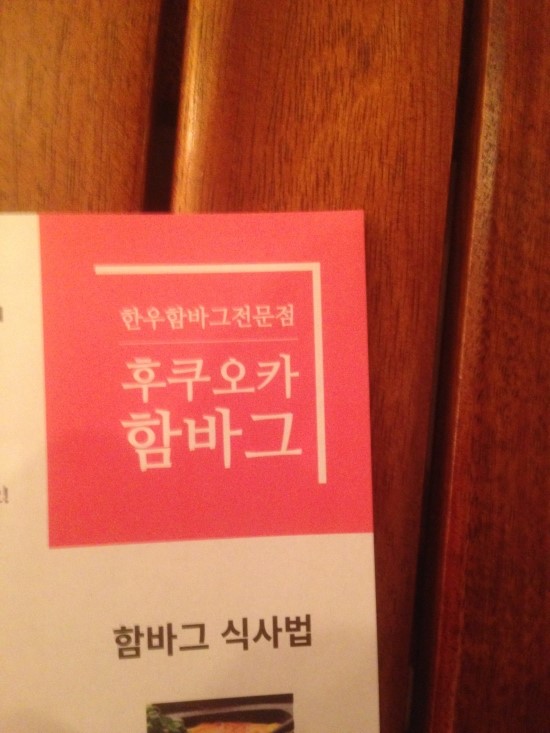 한우함바그전문점
후쿠오카
함바그
함바그 식사법